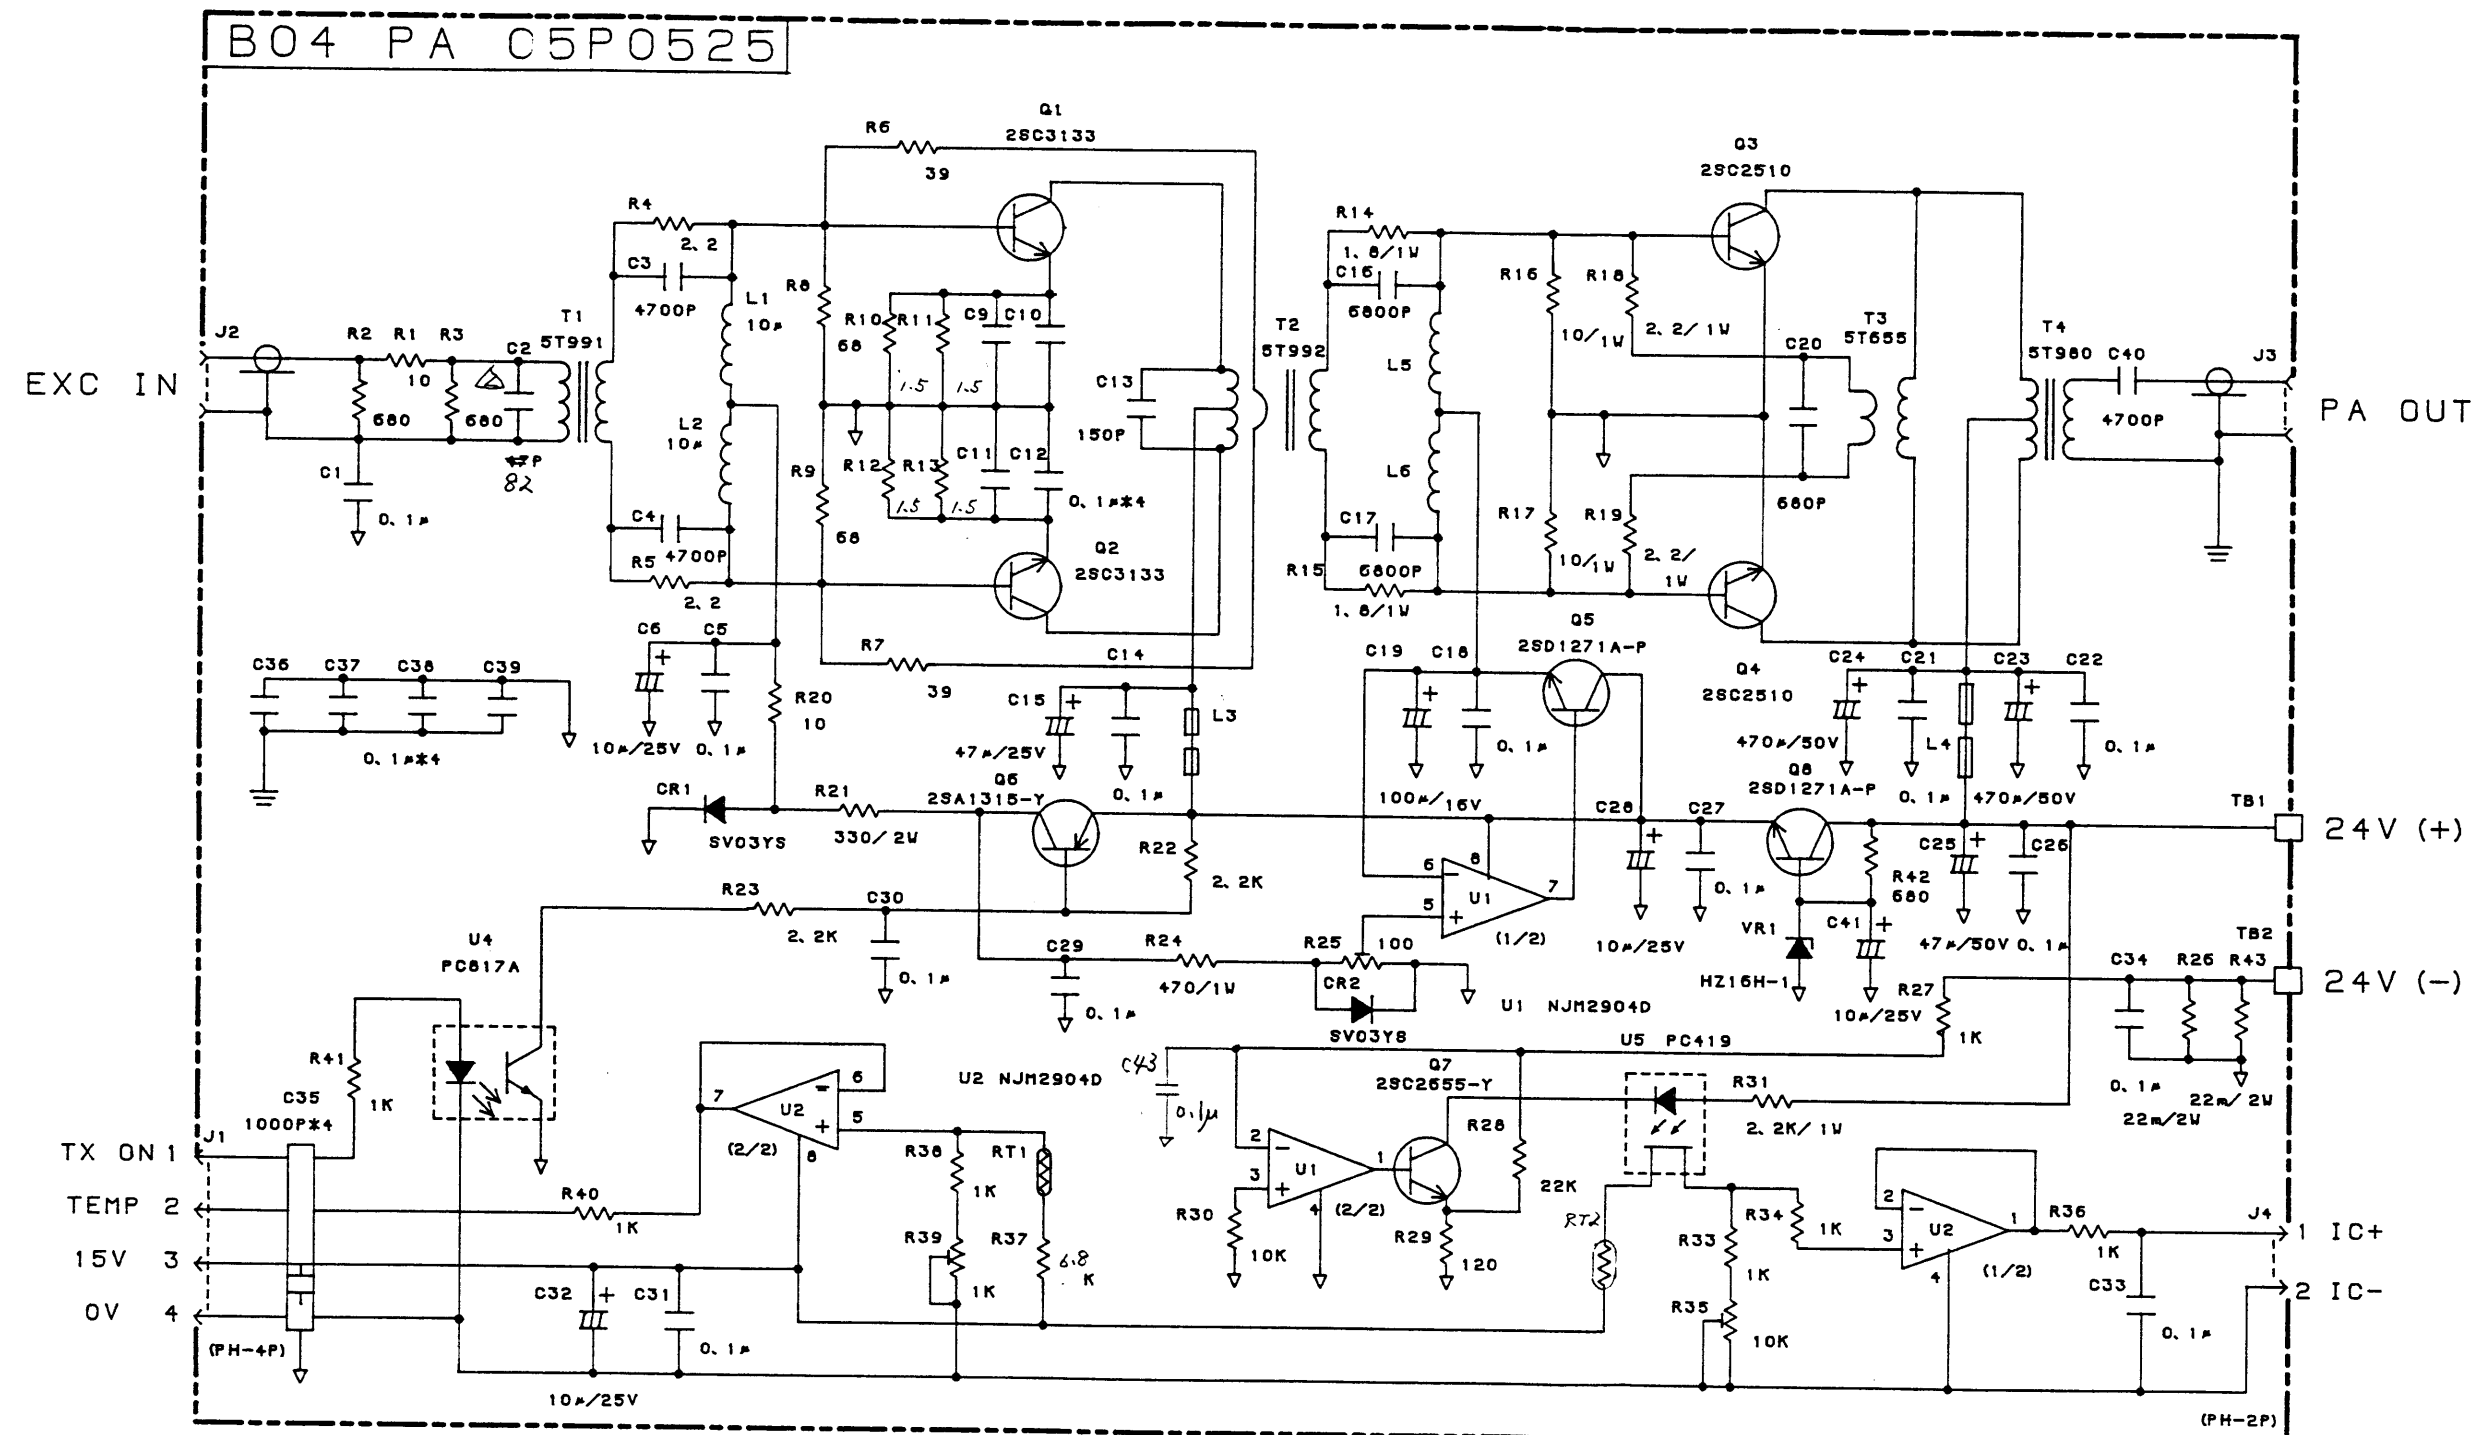 B04 PA 05P0525
Q1
2SC3133
R6
39
Q3
2SC2510
R4
2.2
C3
4700P
R14
1.8/1W
C16
6800P
R16
10/1W
R18
2.2/1W
L1
10μ
R8
68
R10
R11
C9
C10
1.5
1.5
T2
5T992
L5
C20
T3
5T655
T4
5T980
C40
4700P
J3
PA OUT
J2
EXC IN
R2
680
R1
10
R3
680
C2
47P
82
T1
5T991
C1
0.1μ
L2
10μ
R9
68
R12
R13
C11
C12
1.5
1.5
0.1μ*4
C13
150P
L6
680P
C4
4700P
R5
2.2
Q2
2SC3133
C17
6800P
R15
1.8/1W
R17
10/1W
R19
2.2/
1W
Q4
2SC2510
Q5
2SD1271A-P
R7
39
C36
C37
C38
C39
0.1μ*4
C6
C5
10μ/25V
0.1μ
R20
10
C14
C15
47μ/25V
0.1μ
L3
C19
C18
100μ/16V
0.1μ
C24
C21
C23
C22
470μ/50V
L4
0.1μ
470μ/50V
0.1μ
CR1
SV03YS
R21
330/2W
Q6
2SA1315-Y
R22
2.2K
C28
C27
10μ/25V
0.1μ
Q8
2SD1271A-P
R42
680
C25
C26
47μ/50V
0.1μ
TB1
24V (+)
R23
2.2K
C30
0.1μ
6
5
7
8
U1
(1/2)
VR1
HZ16H-1
C41
10μ/25V
TB2
24V (-)
U4
PC817A
C29
0.1μ
R24
470/1W
R25
100
CR2
SV03YS
U1 NJM2904D
R27
1K
C34
R26
R43
0.1μ
22m/2W
22m/2W
R41
1K
C35
1000P*4
U2 NJM2904D
C43
0.1μ
Q7
2SC2655-Y
U5 PC419
R31
2.2K/1W
7
6
5
8
U2
(2/2)
R38
1K
RT1
R39
1K
R37
6.8
K
2
3
1
4
U1
(2/2)
R30
10K
R28
22K
R29
120
RT2
R33
1K
R34
1K
R35
10K
2
3
1
4
U2
(1/2)
R36
1K
C33
0.1μ
J4
1 IC+
2 IC-
(PH-2P)
J1
TX ON 1
TEMP 2
15V 3
0V 4
(PH-4P)
R40
1K
C32
10μ/25V
C31
0.1μ